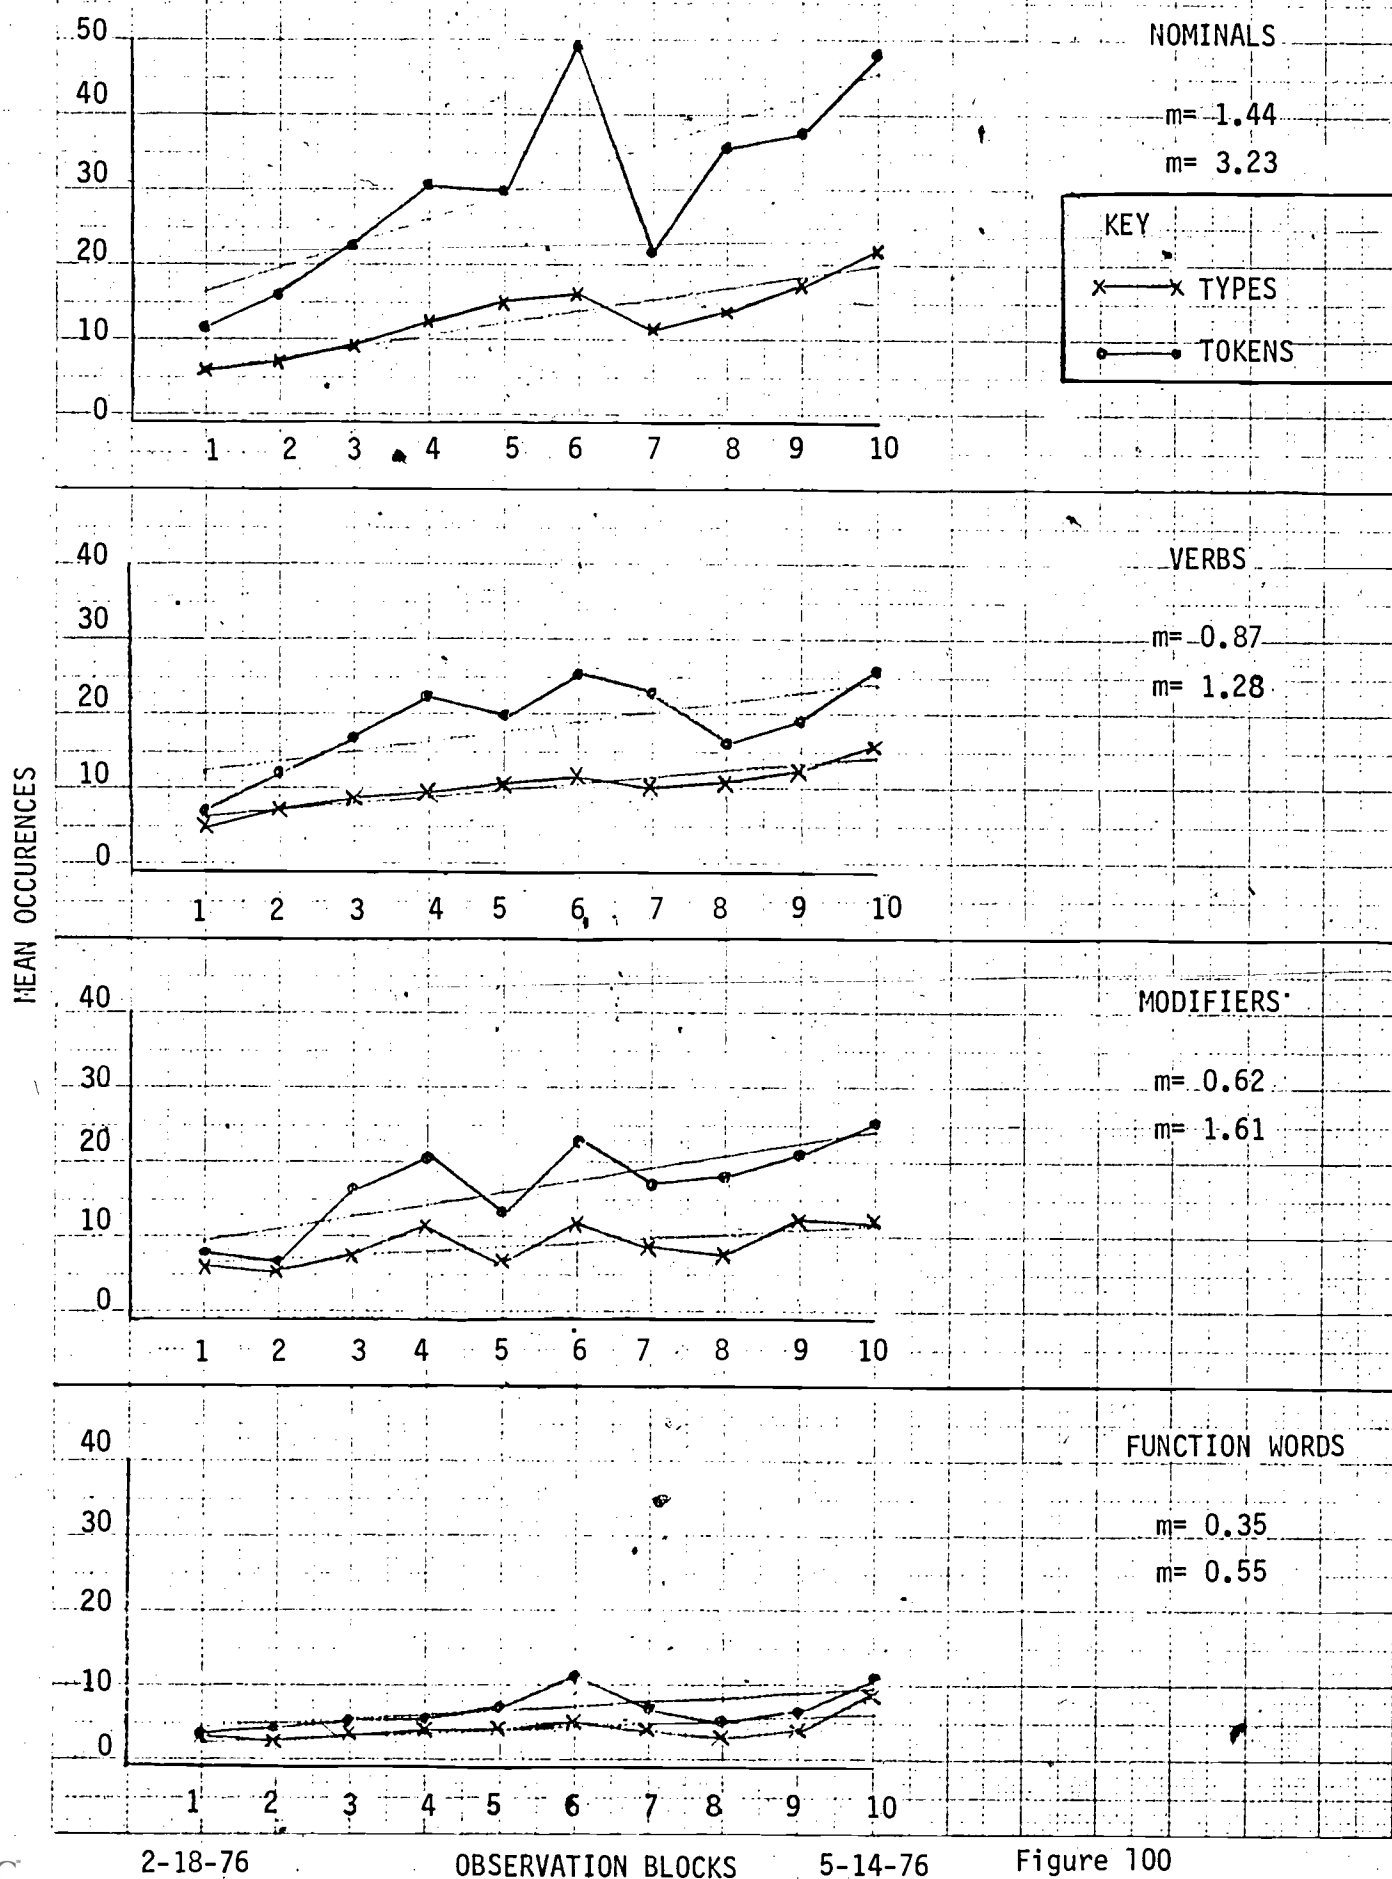 MEAN OCCURENCES
NOMINALS
m= 1.44
m= 3.23
KEY
TYPES
TOKENS
50
40
30
20
10
0
1 2 3 4 5 6 7 8 9 10
VERBS
m= 0.87
m= 1.28
40
30
20
10
0
1 2 3 4 5 6 7 8 9 10
MODIFIERS
m= 0.62
m= 1.61
40
30
20
10
0
1 2 3 4 5 6 7 8 9 10
FUNCTION WORDS
m= 0.35
m= 0.55
40
30
20
10
0
1 2 3 4 5 6 7 8 9 10
2-18-76 OBSERVATION BLOCKS 5-14-76 Figure 100